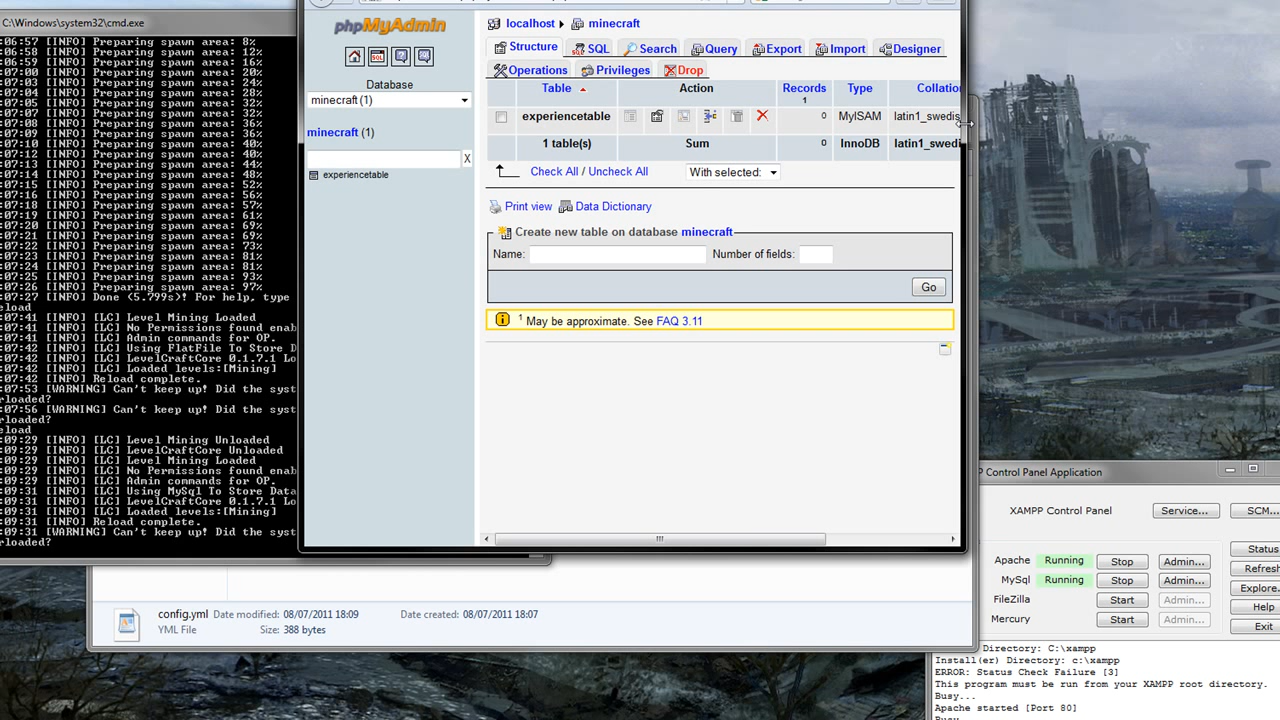 C:\Windows\system32\cmd.exe
:06:57 [INFO] Preparing spawn area: 8%
:06:58 [INFO] Preparing spawn area: 12%
:06:59 [INFO] Preparing spawn area: 16%
:07:00 [INFO] Preparing spawn area: 20%
:07:03 [INFO] Preparing spawn area: 24%
:07:04 [INFO] Preparing spawn area: 28%
:07:05 [INFO] Preparing spawn area: 32%
:07:07 [INFO] Preparing spawn area: 32%
:07:08 [INFO] Preparing spawn area: 36%
:07:09 [INFO] Preparing spawn area: 36%
:07:10 [INFO] Preparing spawn area: 40%
:07:12 [INFO] Preparing spawn area: 40%
:07:13 [INFO] Preparing spawn area: 44%
:07:14 [INFO] Preparing spawn area: 48%
:07:15 [INFO] Preparing spawn area: 52%
:07:16 [INFO] Preparing spawn area: 56%
:07:18 [INFO] Preparing spawn area: 57%
:07:19 [INFO] Preparing spawn area: 61%
:07:20 [INFO] Preparing spawn area: 69%
:07:21 [INFO] Preparing spawn area: 69%
:07:22 [INFO] Preparing spawn area: 73%
:07:23 [INFO] Preparing spawn area: 81%
:07:24 [INFO] Preparing spawn area: 81%
:07:25 [INFO] Preparing spawn area: 93%
:07:26 [INFO] Preparing spawn area: 97%
:07:27 [INFO] Done (5.799s)! For help, type
eload
:07:41 [INFO] [LC] Level Mining Loaded
:07:41 [INFO] [LC] No Permissions found enab
:07:41 [INFO] [LC] Admin commands for OP.
:07:42 [INFO] [LC] Using FlatFile To Store D
:07:42 [INFO] [LC] LevelCraftCore 0.1.7.1 Lo
:07:42 [INFO] [LC] Loaded levels:[Mining]
:07:42 [INFO] Reload complete.
:07:53 [WARNING] Can't keep up! Did the syst
rloaded?
:07:56 [WARNING] Can't keep up! Did the syst
rloaded?
eload
:09:29 [INFO] [LC] Level Mining Unloaded
:09:29 [INFO] [LC] LevelCraftCore Unloaded
:09:29 [INFO] [LC] Level Mining Loaded
:09:29 [INFO] [LC] No Permissions found enab
:09:29 [INFO] [LC] Admin commands for OP.
:09:31 [INFO] [LC] Using MySql To Store Data
:09:31 [INFO] [LC] LevelCraftCore 0.1.7.1 Lo
:09:31 [INFO] [LC] Loaded levels:[Mining]
:09:31 [INFO] Reload complete.
:09:31 [WARNING] Can't keep up! Did the syst
rloaded?
phpMyAdmin
SQL
Database
minecraft (1)
minecraft (1)
X
experiencetable
localhost minecraft
Structure SQL Search Query Export Import Designer
Operations Privileges Drop
Table Action Records 1 Type Collatio
experiencetable 0 MyISAM latin1_swedis
1 table(s) Sum 0 InnoDB latin1_swedi
Check All / Uncheck All With selected:
Print view Data Dictionary
Create new table on database minecraft
Name: Number of fields:
Go
1 May be approximate. See FAQ 3.11
config.yml Date modified: 08/07/2011 18:09 Date created: 08/07/2011 18:07
YML File Size: 388 bytes
P Control Panel Application
XAMPP Control Panel Service... SCM...
Status
Apache Running Stop Admin...
Refresh
MySql Running Stop Admin...
Explore..
FileZilla Start Admin...
Help
Mercury Start Admin...
Exit
Directory: C:\xampp
Install(er) Directory: c:\xampp
ERROR: Status Check Failure [3]
This program must be run from your XAMPP root directory.
Busy...
Apache started [Port 80]